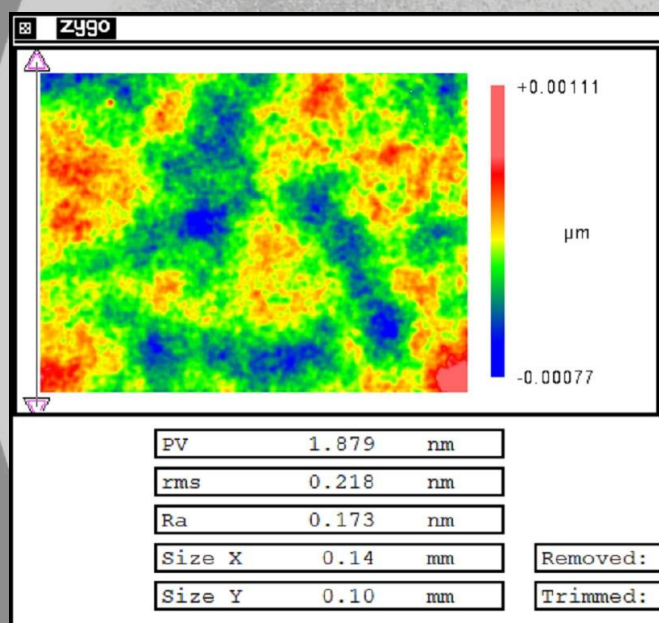 zygo
+0.00111
µm
-0.00077
PV 1.879 nm
rms 0.218 nm
Ra 0.173 nm
Size X 0.14 mm Removed:
Size Y 0.10 mm Trimmed: